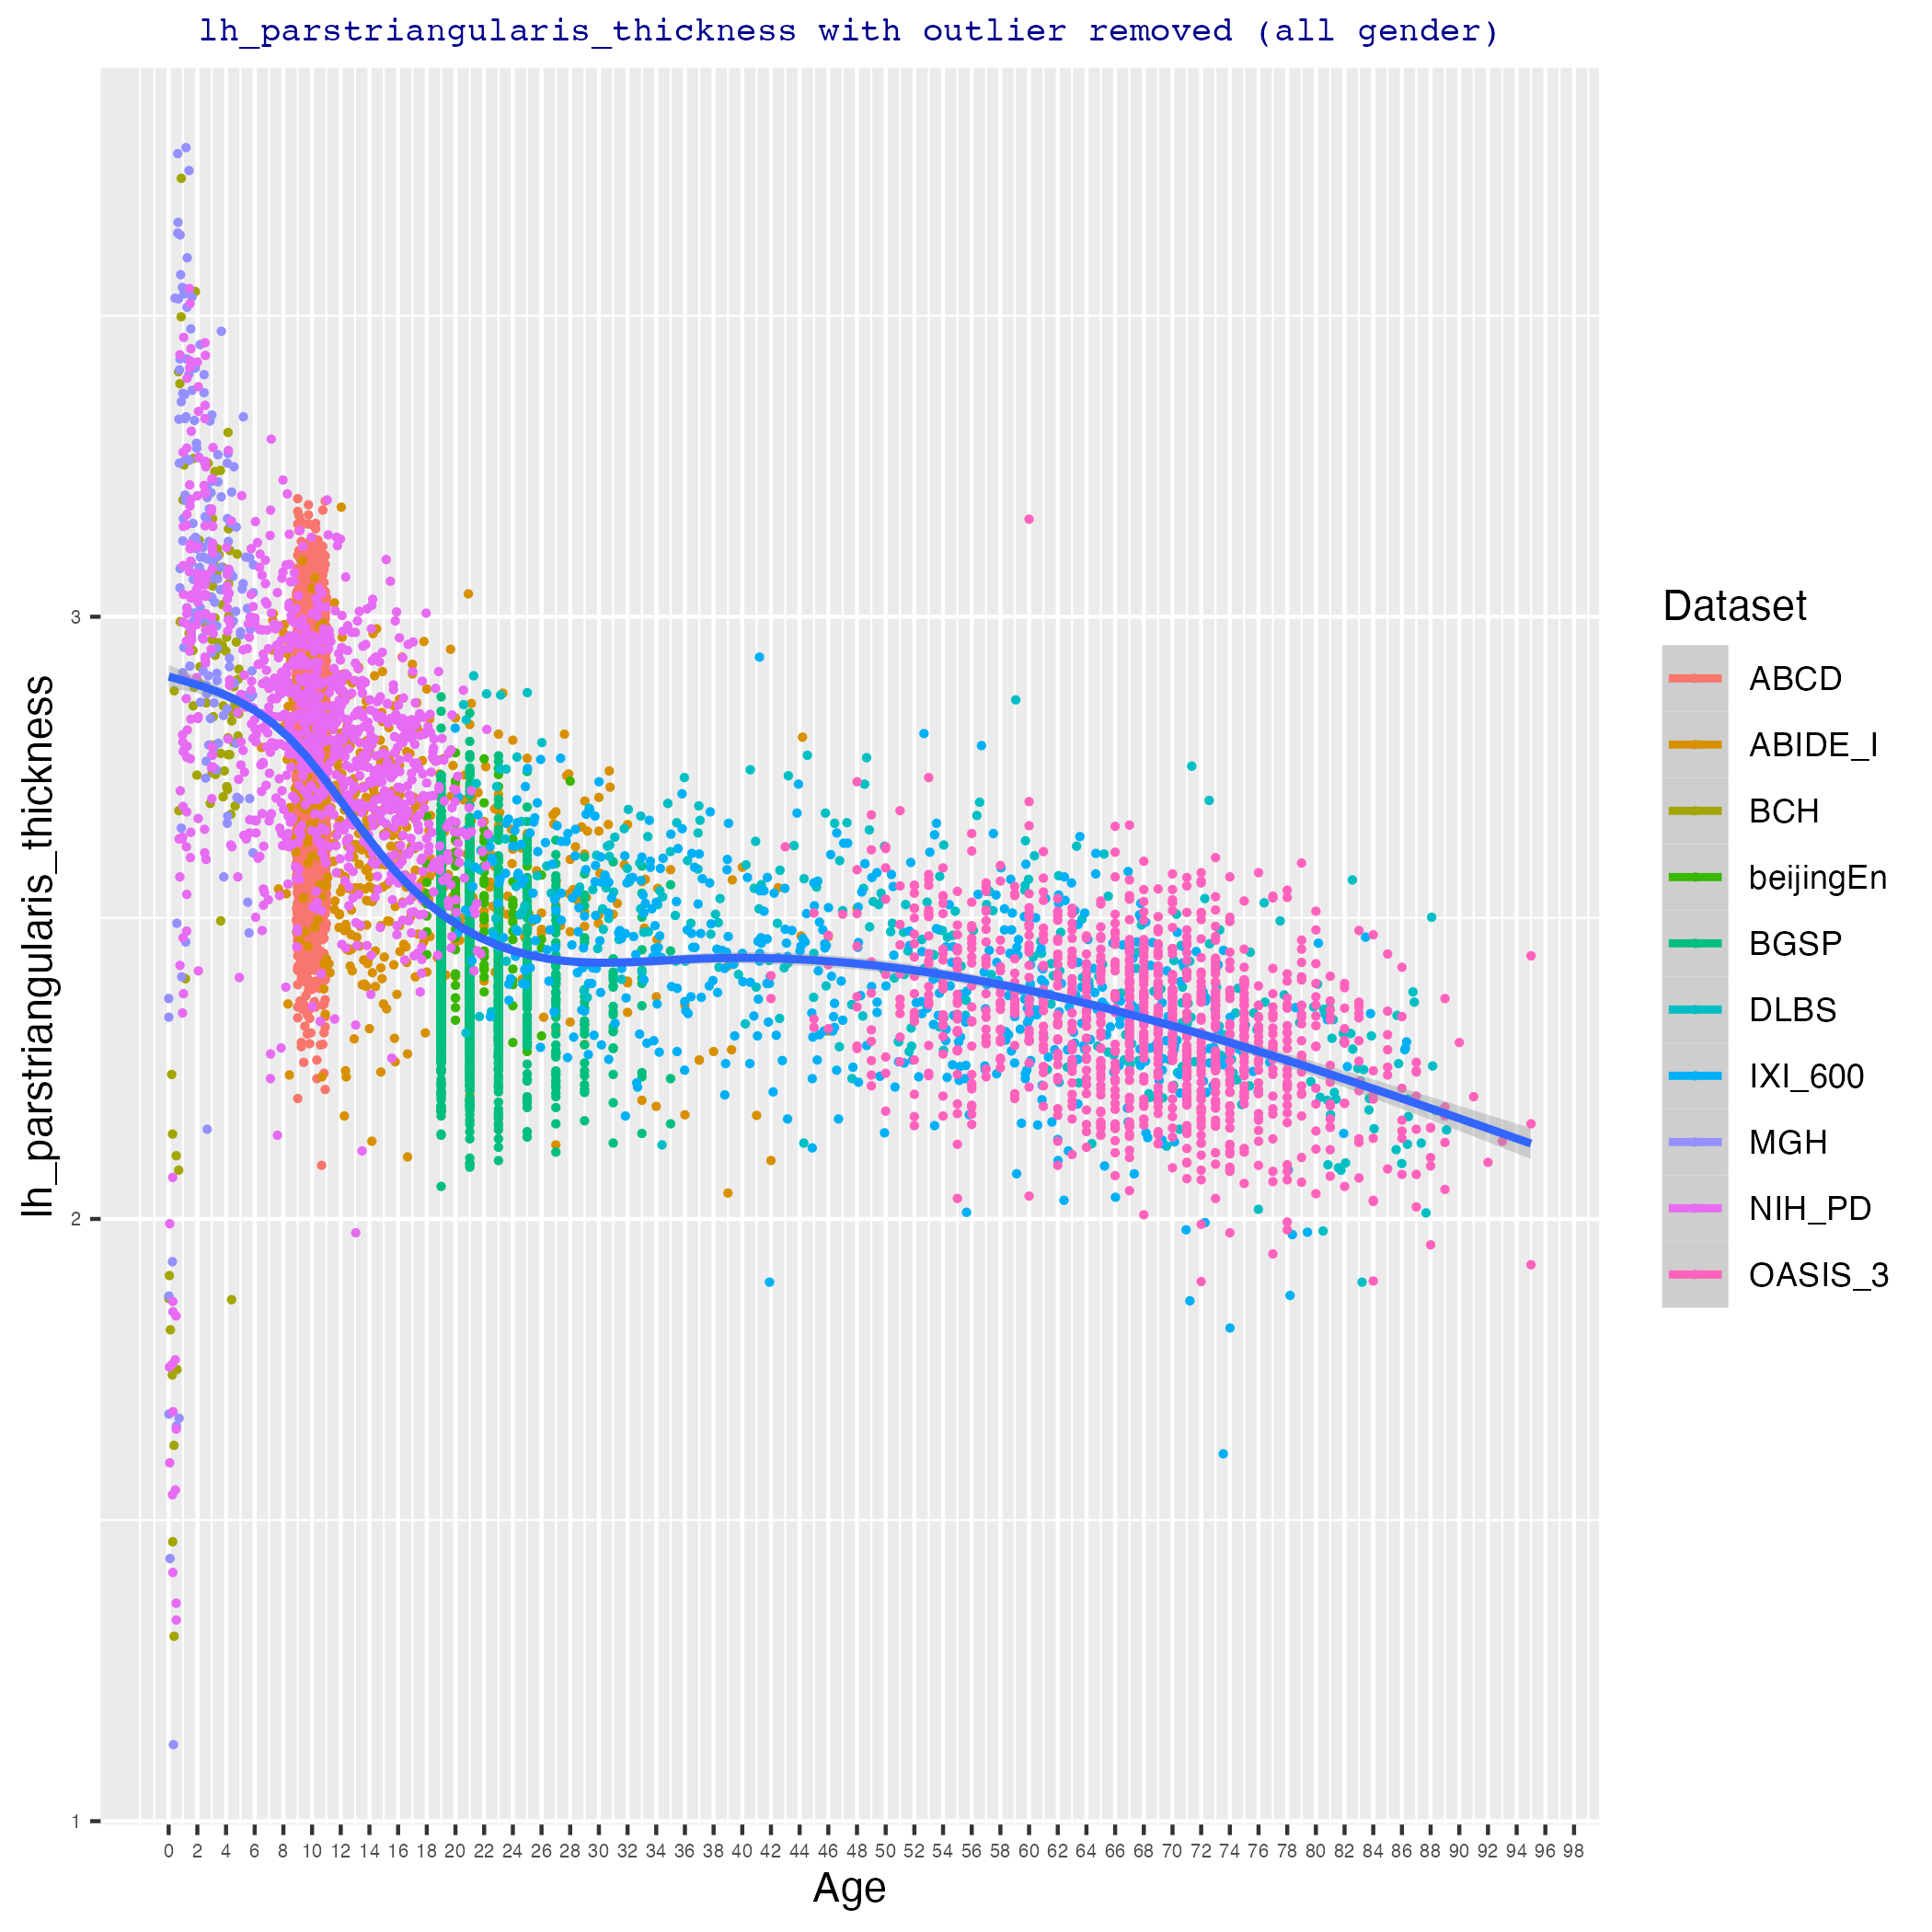 lh_parstriangularis_thickness with outlier removed (all gender)
lh_parstriangularis_thickness
3
2
1
0 2 4 6 8 10 12 14 16 18 20 22 24 26 28 30 32 34 36 38 40 42 44 46 48 50 52 54 56 58 60 62 64 66 68 70 72 74 76 78 80 82 84 86 88 90 92 94 96 98
Age
Dataset
ABCD
ABIDE_I
BCH
beijingEn
BGSP
DLBS
IXI_600
MGH
NIH_PD
OASIS_3